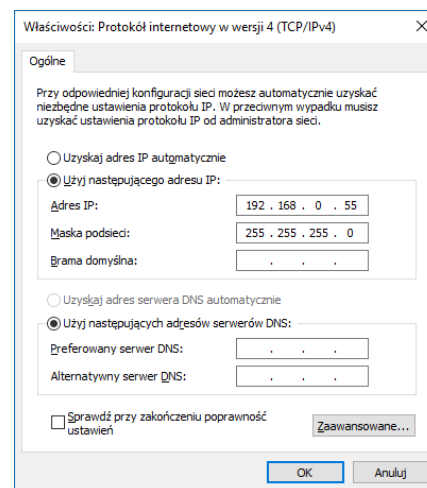 Właściwości: Protokół internetowy w wersji 4 (TCP/IPv4)
Ogólne
Przy odpowiedniej konfiguracji sieci możesz automatycznie uzyskać
niezbędne ustawienia protokołu IP. W przeciwnym wypadku musisz
uzyskać ustawienia protokołu IP od administratora sieci.
Uzyskaj adres IP automatycznie
Użyj następującego adresu IP:
Adres IP: 192 . 168 . 0 . 55
Maska podsieci: 255 . 255 . 255 . 0
Brama domyślna: . . .
Uzyskaj adres serwera DNS automatycznie
Użyj następujących adresów serwerów DNS:
Preferowany serwer DNS: . . .
Alternatywny serwer DNS: . . .
Sprawdź przy zakończeniu poprawność
ustawień
Zaawansowane...
OK Anuluj